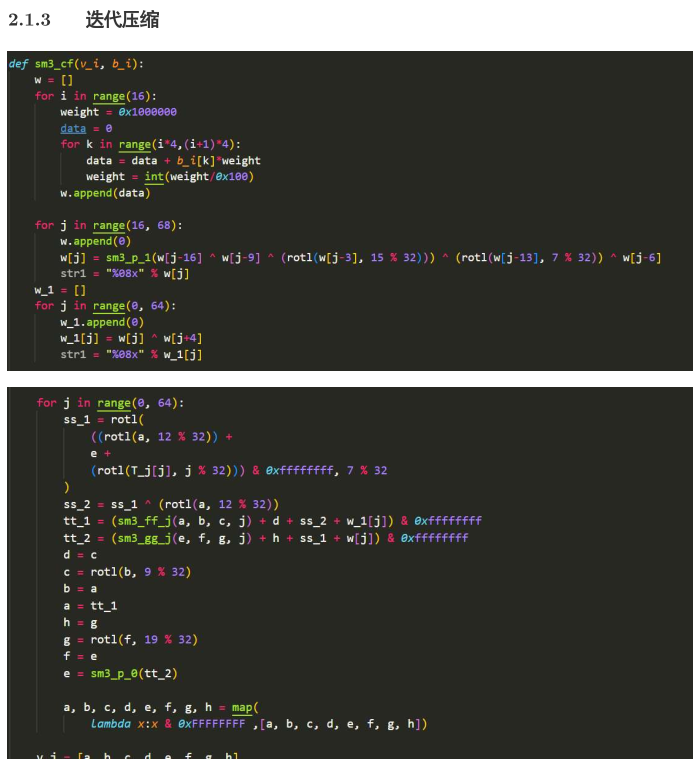 2.1.3 迭代压缩
def sm3_cf(v_i, b_i):
    w = []
    for i in range(16):
        weight = 0x1000000
        data = 0
        for k in range(i*4,(i+1)*4):
            data = data + b_i[k]*weight
            weight = int(weight/0x100)
        w.append(data)

    for j in range(16, 68):
        w.append(0)
        w[j] = sm3_p_1(w[j-16] ^ w[j-9] ^ (rotl(w[j-3], 15 % 32))) ^ (rotl(w[j-13], 7 % 32)) ^ w[j-6]
        str1 = "%08x" % w[j]
    w_1 = []
    for j in range(0, 64):
        w_1.append(0)
        w_1[j] = w[j] ^ w[j+4]
        str1 = "%08x" % w_1[j]

    for j in range(0, 64):
        ss_1 = rotl(
            ((rotl(a, 12 % 32)) +
            e +
            (rotl(T_j[j], j % 32))) & 0xffffffff, 7 % 32
        )
        ss_2 = ss_1 ^ (rotl(a, 12 % 32))
        tt_1 = (sm3_ff_j(a, b, c, j) + d + ss_2 + w_1[j]) & 0xffffffff
        tt_2 = (sm3_gg_j(e, f, g, j) + h + ss_1 + w[j]) & 0xffffffff
        d = c
        c = rotl(b, 9 % 32)
        b = a
        a = tt_1
        h = g
        g = rotl(f, 19 % 32)
        f = e
        e = sm3_p_0(tt_2)

        a, b, c, d, e, f, g, h = map(
            lambda x:x & 0xFFFFFFFF ,[a, b, c, d, e, f, g, h])

    v_i = [a, b, c, d, e, f, g, h]